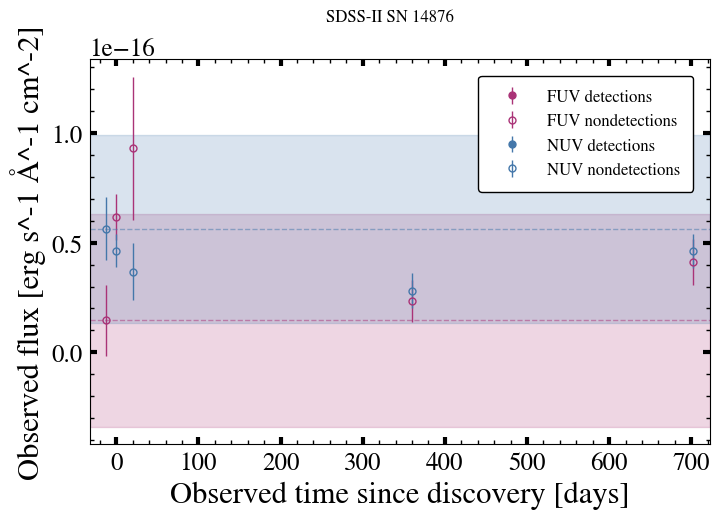 SDSS-II SN 14876
1e−16
Observed flux [erg s^-1 Å^-1 cm^-2]
1.0
0.5
0.0
FUV detections
FUV nondetections
NUV detections
NUV nondetections
0 100 200 300 400 500 600 700
Observed time since discovery [days]